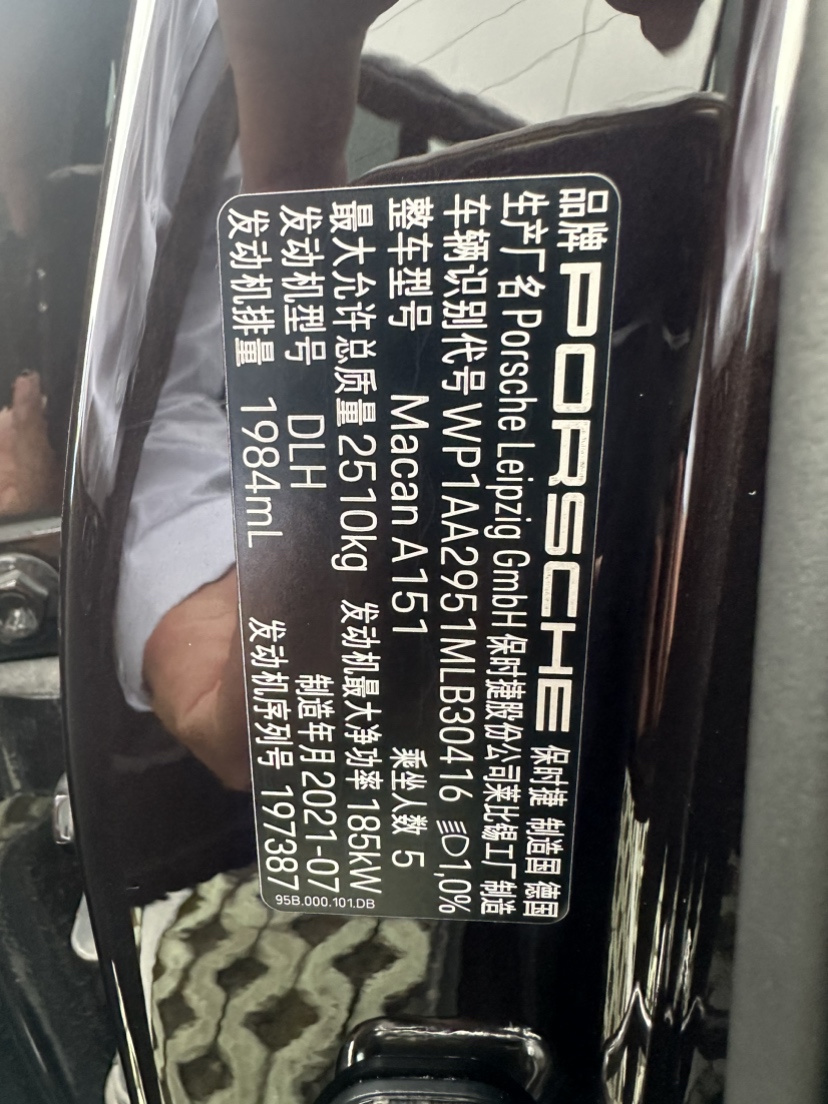 品牌 PORSCHE 保时捷 制造国 德国
生产厂名 Porsche Leipzig GmbH 保时捷股份公司莱比锡工厂制造
车辆识别代号 WP1AA2951MLB30416 1,0%
整车型号 Macan A151 乘坐人数 5
最大允许总质量 2510kg 发动机最大净功率 185kW
发动机型号 DLH 制造年月 2021-07
发动机排量 1984mL 发动机序列号 197387
95B.000.101.DB